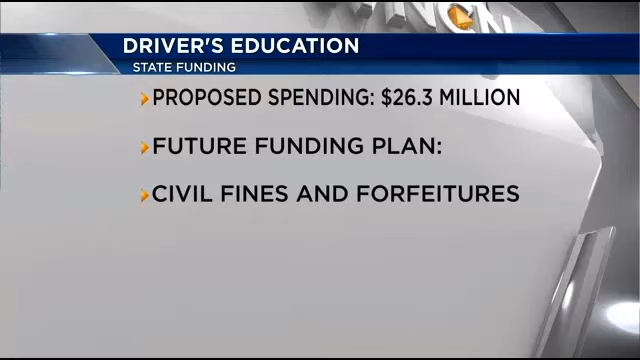 DRIVER'S EDUCATION
STATE FUNDING
PROPOSED SPENDING: $26.3 MILLION
FUTURE FUNDING PLAN:
CIVIL FINES AND FORFEITURES